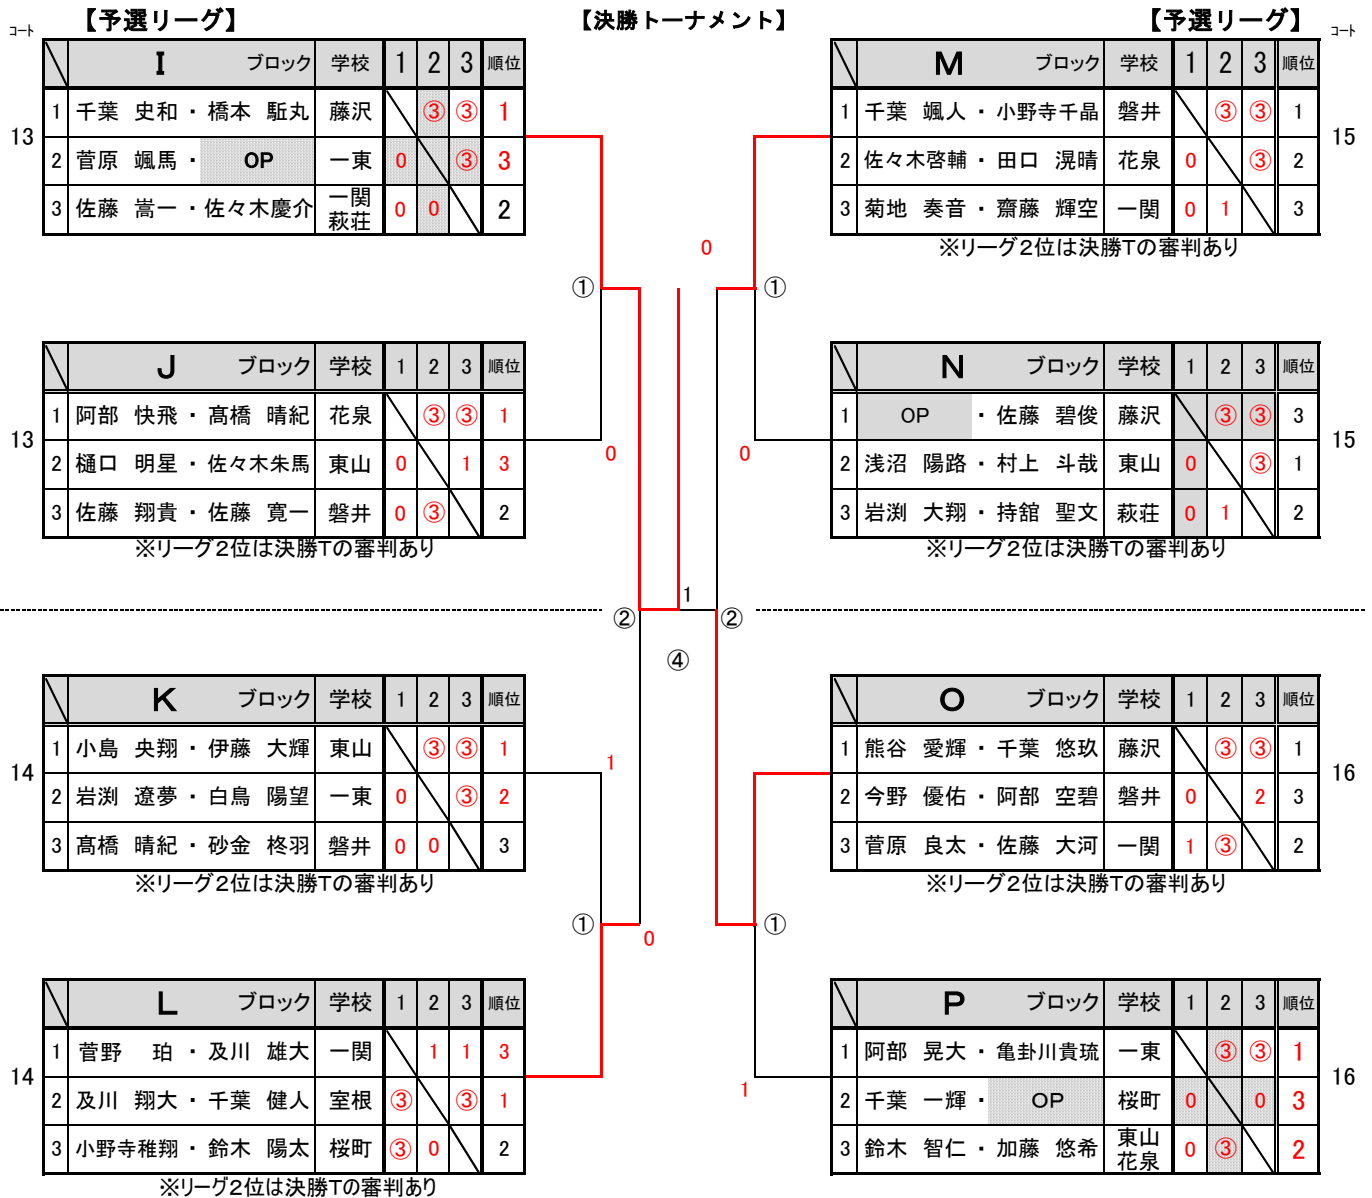 【予選リーグ】 【決勝トーナメント】 【予選リーグ】
コート コート
I ブロック 学校 1 2 3 順位
1 千葉 史和・橋本 駈丸 藤沢 ③ ③ 1
13
2 菅原 颯馬・ OP 一東 0 ③ 3
3 佐藤 嵩一・佐々木慶介 一関 萩荘 0 0 2
M ブロック 学校 1 2 3 順位
1 千葉 颯人・小野寺千晶 磐井 ③ ③ 1
15
2 佐々木啓輔・田口 滉晴 花泉 0 ③ 2
3 菊地 奏音・齋藤 輝空 一関 0 1 3
※リーグ2位は決勝Tの審判あり
0
① ①
J ブロック 学校 1 2 3 順位
1 阿部 快飛・髙橋 晴紀 花泉 ③ ③ 1
13
2 樋口 明星・佐々木朱馬 東山 0 1 3
3 佐藤 翔貴・佐藤 寛一 磐井 0 ③ 2
※リーグ2位は決勝Tの審判あり
0 0
N ブロック 学校 1 2 3 順位
1 OP ・佐藤 碧俊 藤沢 ③ ③ 3
15
2 浅沼 陽路・村上 斗哉 東山 0 ③ 1
3 岩渕 大翔・持舘 聖文 萩荘 0 1 2
※リーグ2位は決勝Tの審判あり
1
② ②
④
K ブロック 学校 1 2 3 順位
1 小島 央翔・伊藤 大輝 東山 ③ ③ 1
14
2 岩渕 遼夢・白鳥 陽望 一東 0 ③ 2
3 髙橋 晴紀・砂金 柊羽 磐井 0 0 3
※リーグ2位は決勝Tの審判あり
1
O ブロック 学校 1 2 3 順位
1 熊谷 愛輝・千葉 悠玖 藤沢 ③ ③ 1
16
2 今野 優佑・阿部 空碧 磐井 0 2 3
3 菅原 良太・佐藤 大河 一関 1 ③ 2
※リーグ2位は決勝Tの審判あり
① ①
0
L ブロック 学校 1 2 3 順位
1 菅野 珀・及川 雄大 一関 1 1 3
14
2 及川 翔大・千葉 健人 室根 ③ ③ 1
3 小野寺稚翔・鈴木 陽太 桜町 ③ 0 2
※リーグ2位は決勝Tの審判あり
1
P ブロック 学校 1 2 3 順位
1 阿部 晃大・亀卦川貴琉 一東 ③ ③ 1
16
2 千葉 一輝・ OP 桜町 0 0 3
3 鈴木 智仁・加藤 悠希 東山 花泉 0 ③ 2